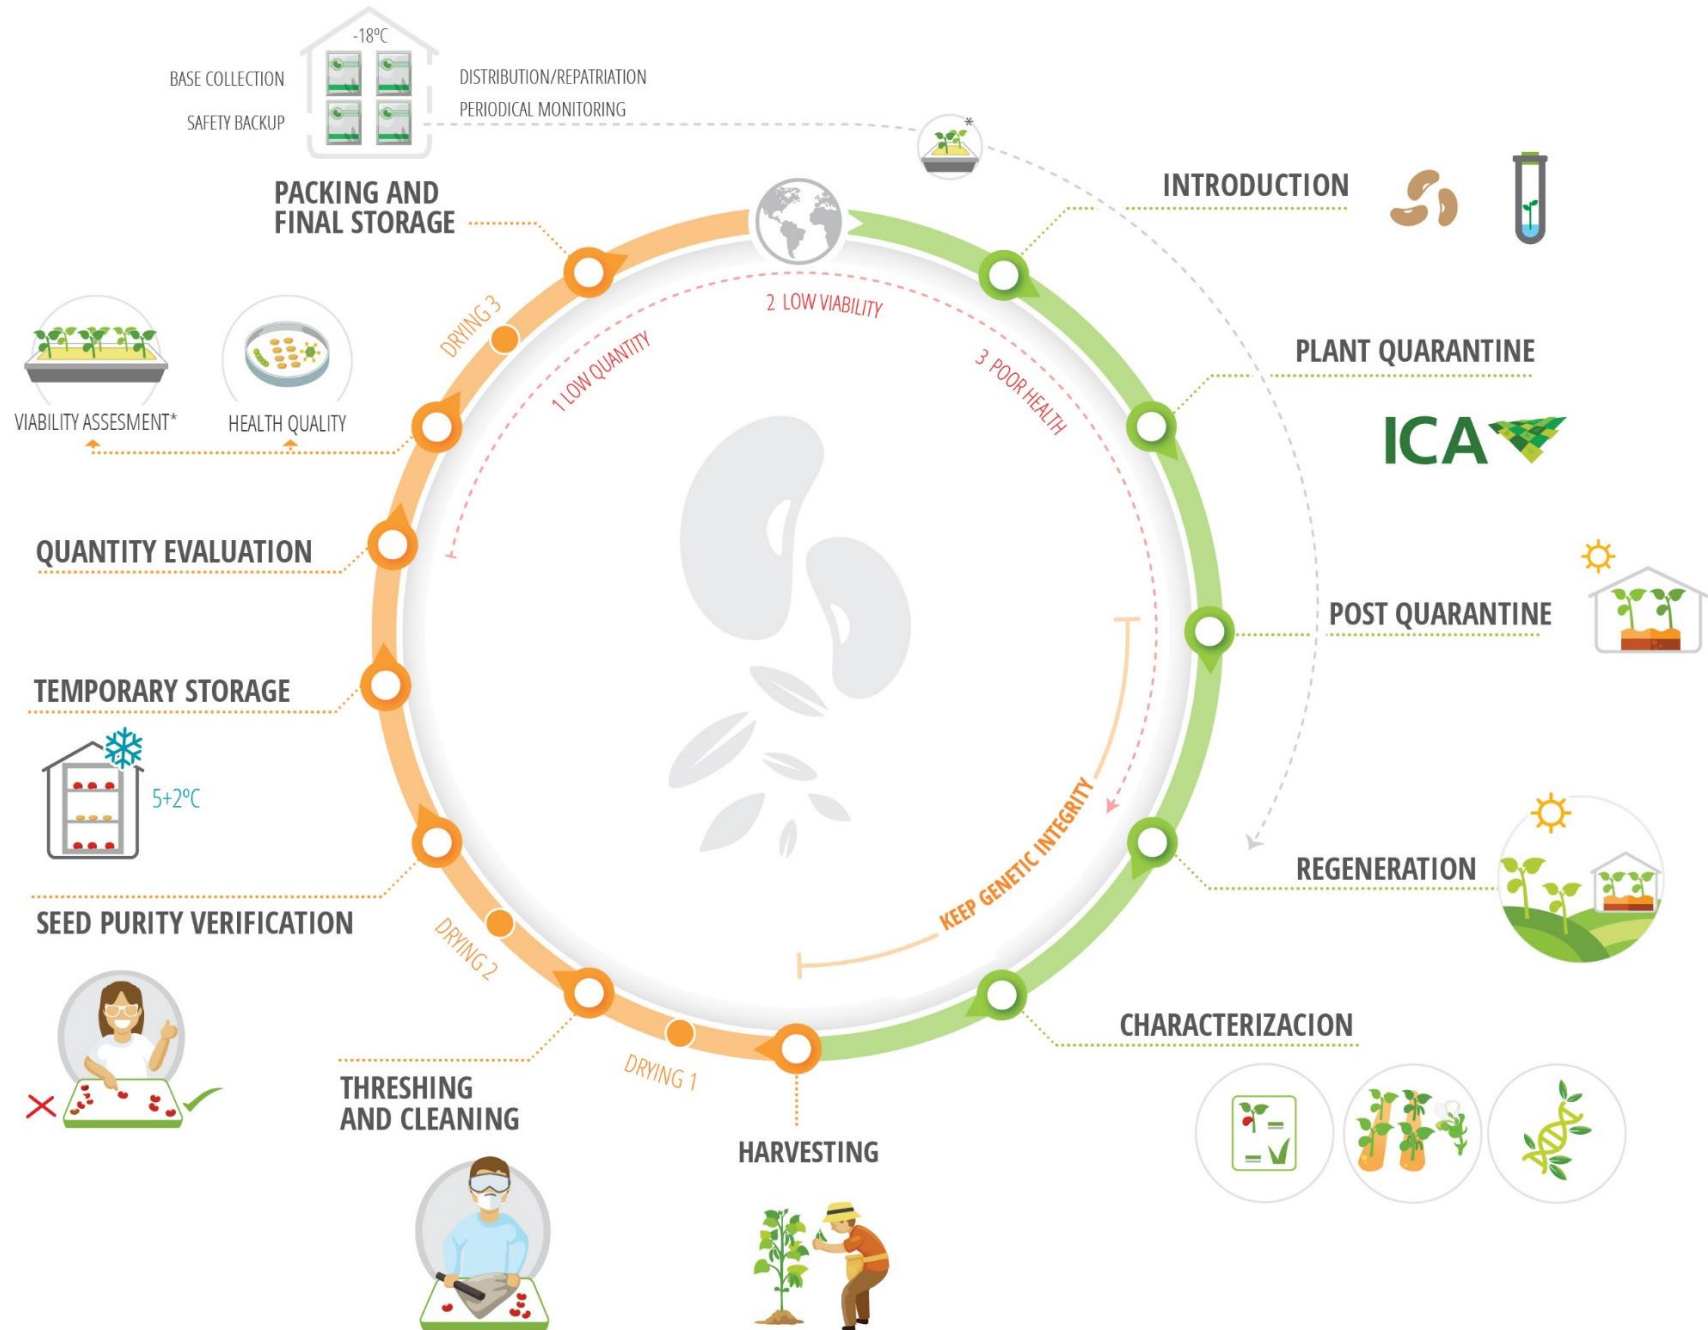 -18ºC
BASE COLLECTION
SAFETY BACKUP
DISTRIBUTION/REPATRIATION
PERIODICAL MONITORING
*
PACKING AND
FINAL STORAGE
INTRODUCTION
PLANT QUARANTINE
ICA
POST QUARANTINE
REGENERATION
CHARACTERIZACION
HARVESTING
DRYING 1
THRESHING
AND CLEANING
DRYING 2
SEED PURITY VERIFICATION
TEMPORARY STORAGE
5+2ºC
QUANTITY EVALUATION
VIABILITY ASSESMENT*
HEALTH QUALITY
DRYING 3
1 LOW QUANTITY
2 LOW VIABILITY
3 POOR HEALTH
KEEP GENETIC INTEGRITY